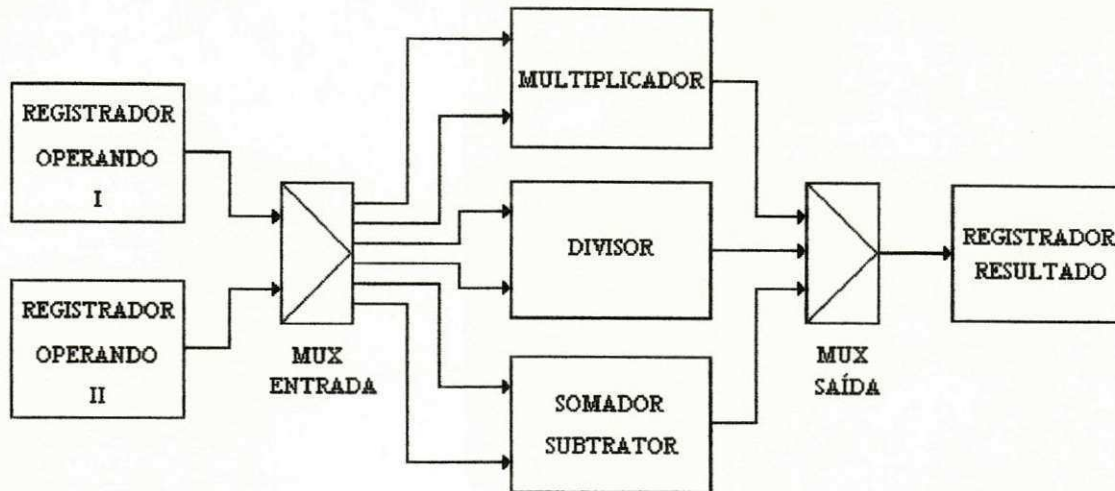 REGISTRADOR
OPERANDO
I
REGISTRADOR
OPERANDO
II
MUX
ENTRADA
MULTIPLICADOR
DIVISOR
SOMADOR
SUBTRATOR
MUX
SAÍDA
REGISTRADOR
RESULTADO